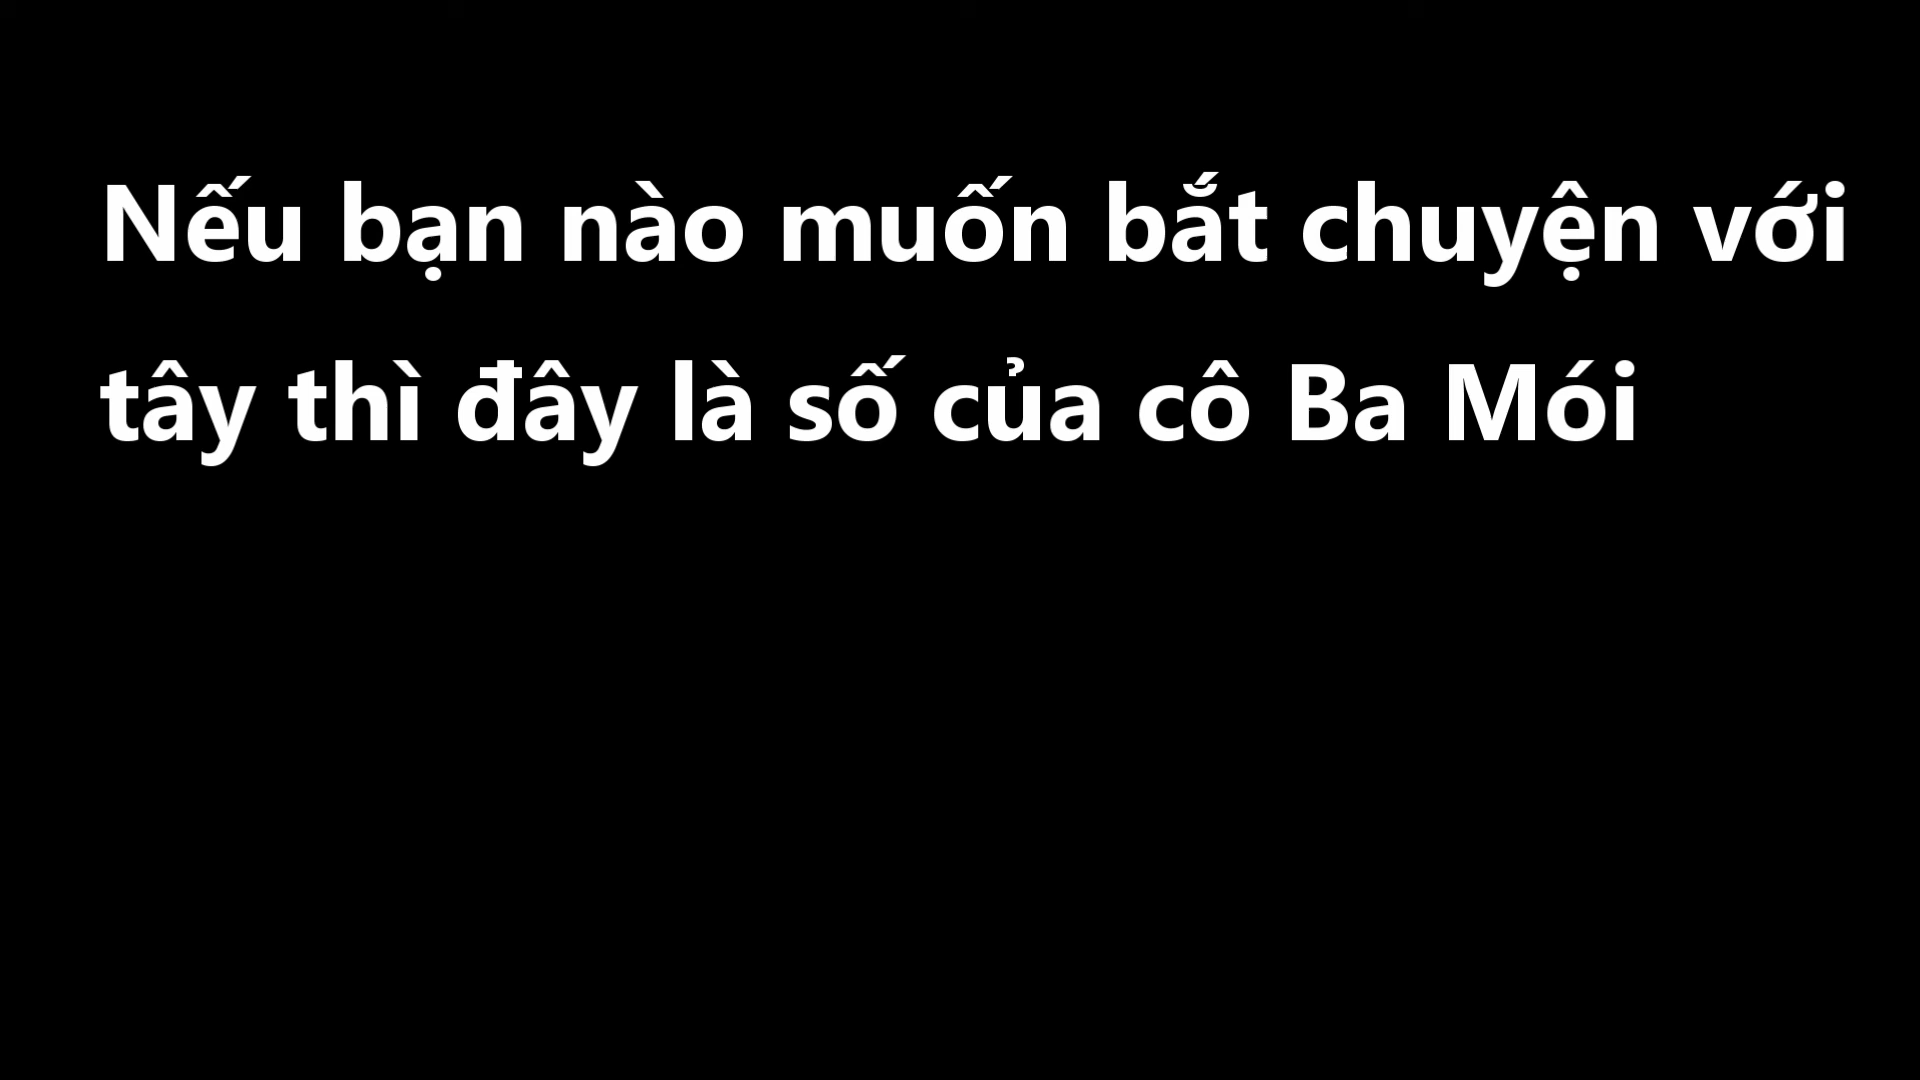 Nếu bạn nào muốn bắt chuyện với
tây thì đây là số của cô Ba Mói